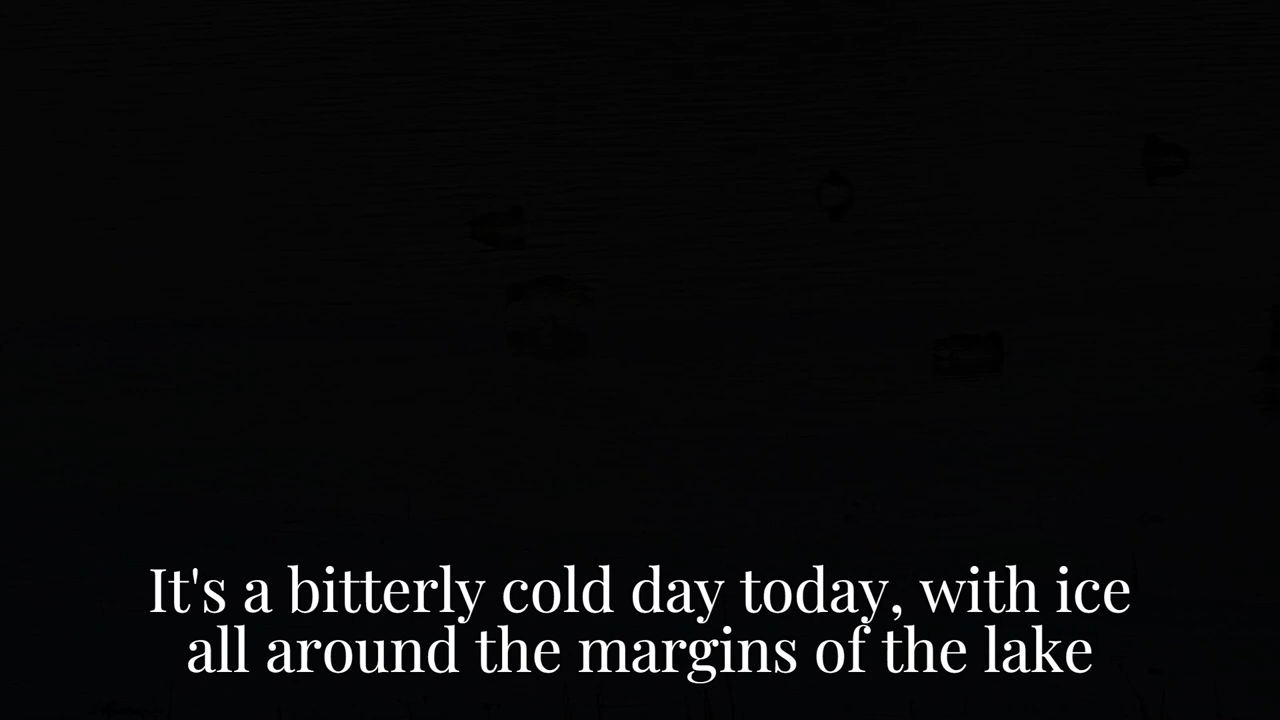 It's a bitterly cold day today, with ice
all around the margins of the lake